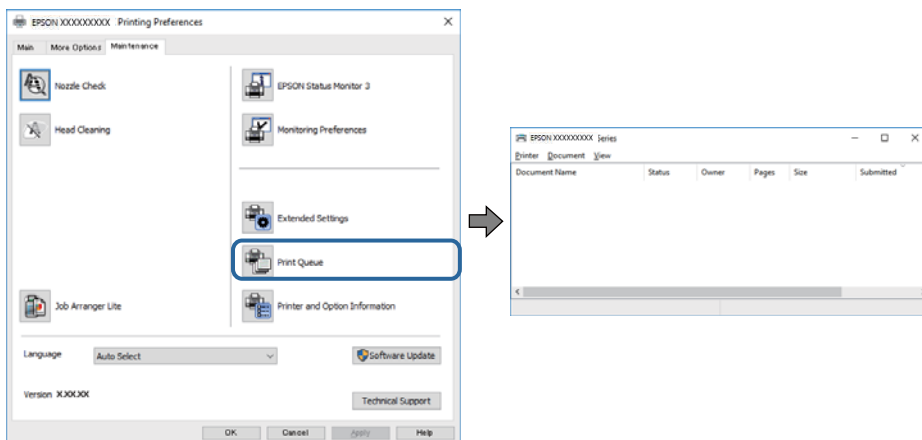 EPSON XXXXXXXXX Printing Preferences
Main More Options Maintenance
Nozzle Check
EPSON Status Monitor 3
Head Cleaning
Monitoring Preferences
Extended Settings
Print Queue
Job Arranger Lite
Printer and Option Information
Language Auto Select Software Update
Version X.XX.XX
Technical Support
OK Cancel Apply Help
EPSON XXXXXXXXX Series
Printer Document View
Document Name Status Owner Pages Size Submitted